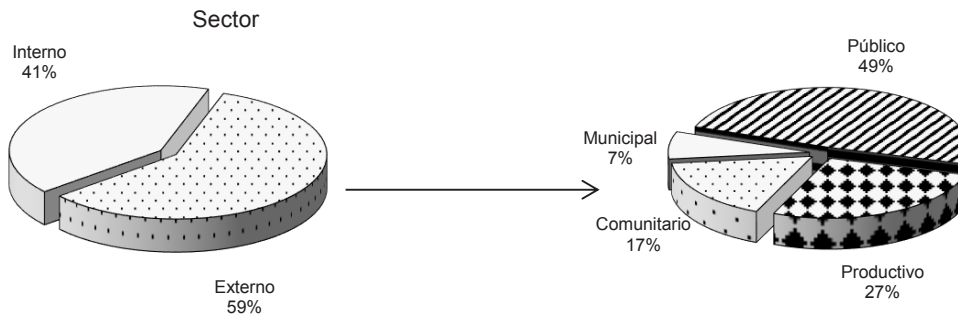 Sector
Interno
41%
Externo
59%
Público
49%
Municipal
7%
Comunitario
17%
Productivo
27%